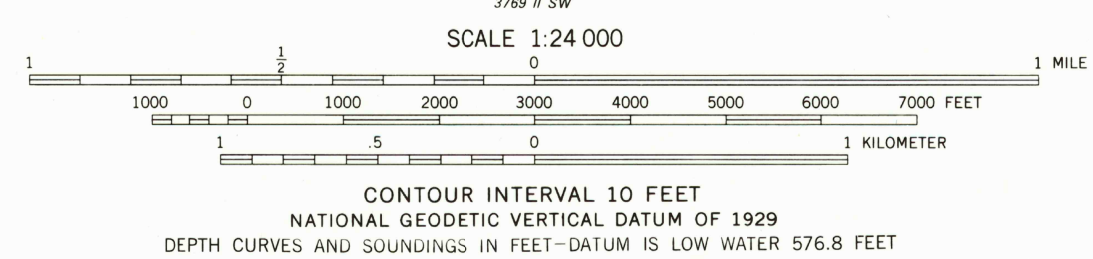 3769 II SW
SCALE 1:24 000
1 1/2 0 1 MILE
1000 0 1000 2000 3000 4000 5000 6000 7000 FEET
1 .5 0 1 KILOMETER
CONTOUR INTERVAL 10 FEET
NATIONAL GEODETIC VERTICAL DATUM OF 1929
DEPTH CURVES AND SOUNDINGS IN FEET—DATUM IS LOW WATER 576.8 FEET